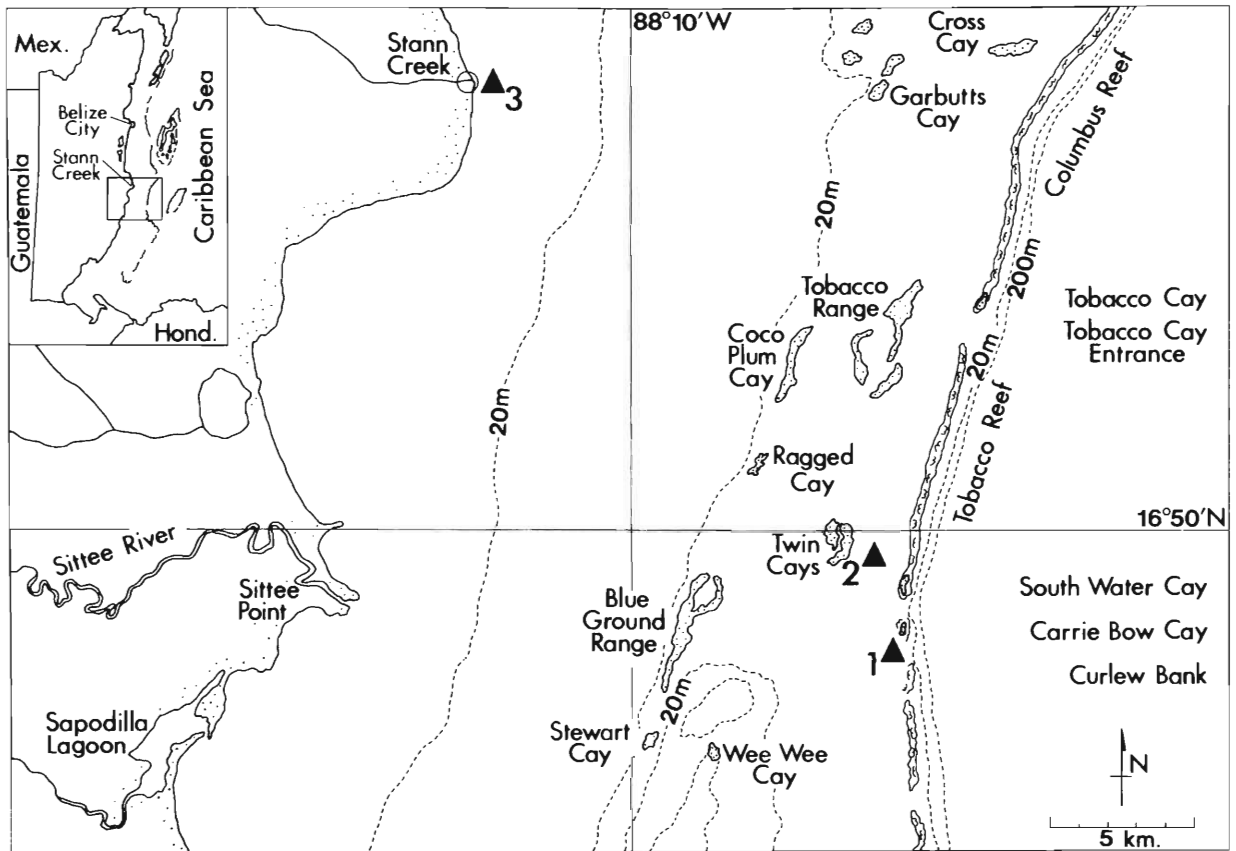 Mex.
Belize
City
Stann
Creek
Guatemala
Caribbean Sea
Hond.
Stann
Creek
3
88°10'W
Cross
Cay
Garbutts
Cay
Columbus Reef
20m
200m
Tobacco
Range
Tobacco Cay
Tobacco Cay
Entrance
Coco
Plum
Cay
20m
20m
Tobacco Reef
Ragged
Cay
16°50'N
Sittee River
Sittee
Point
Twin
Cays
2
Blue
Ground
Range
South Water Cay
Carrie Bow Cay
Curlew Bank
1
20m
Sapodilla
Lagoon
Stewart
Cay
Wee Wee
Cay
N
5 km.